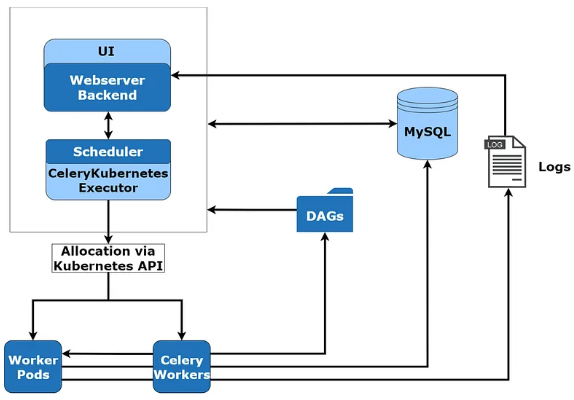 UI
Webserver
Backend
Scheduler
CeleryKubernetes
Executor
Allocation via
Kubernetes API
MySQL
LOG
Logs
DAGs
Worker
Pods
Celery
Workers